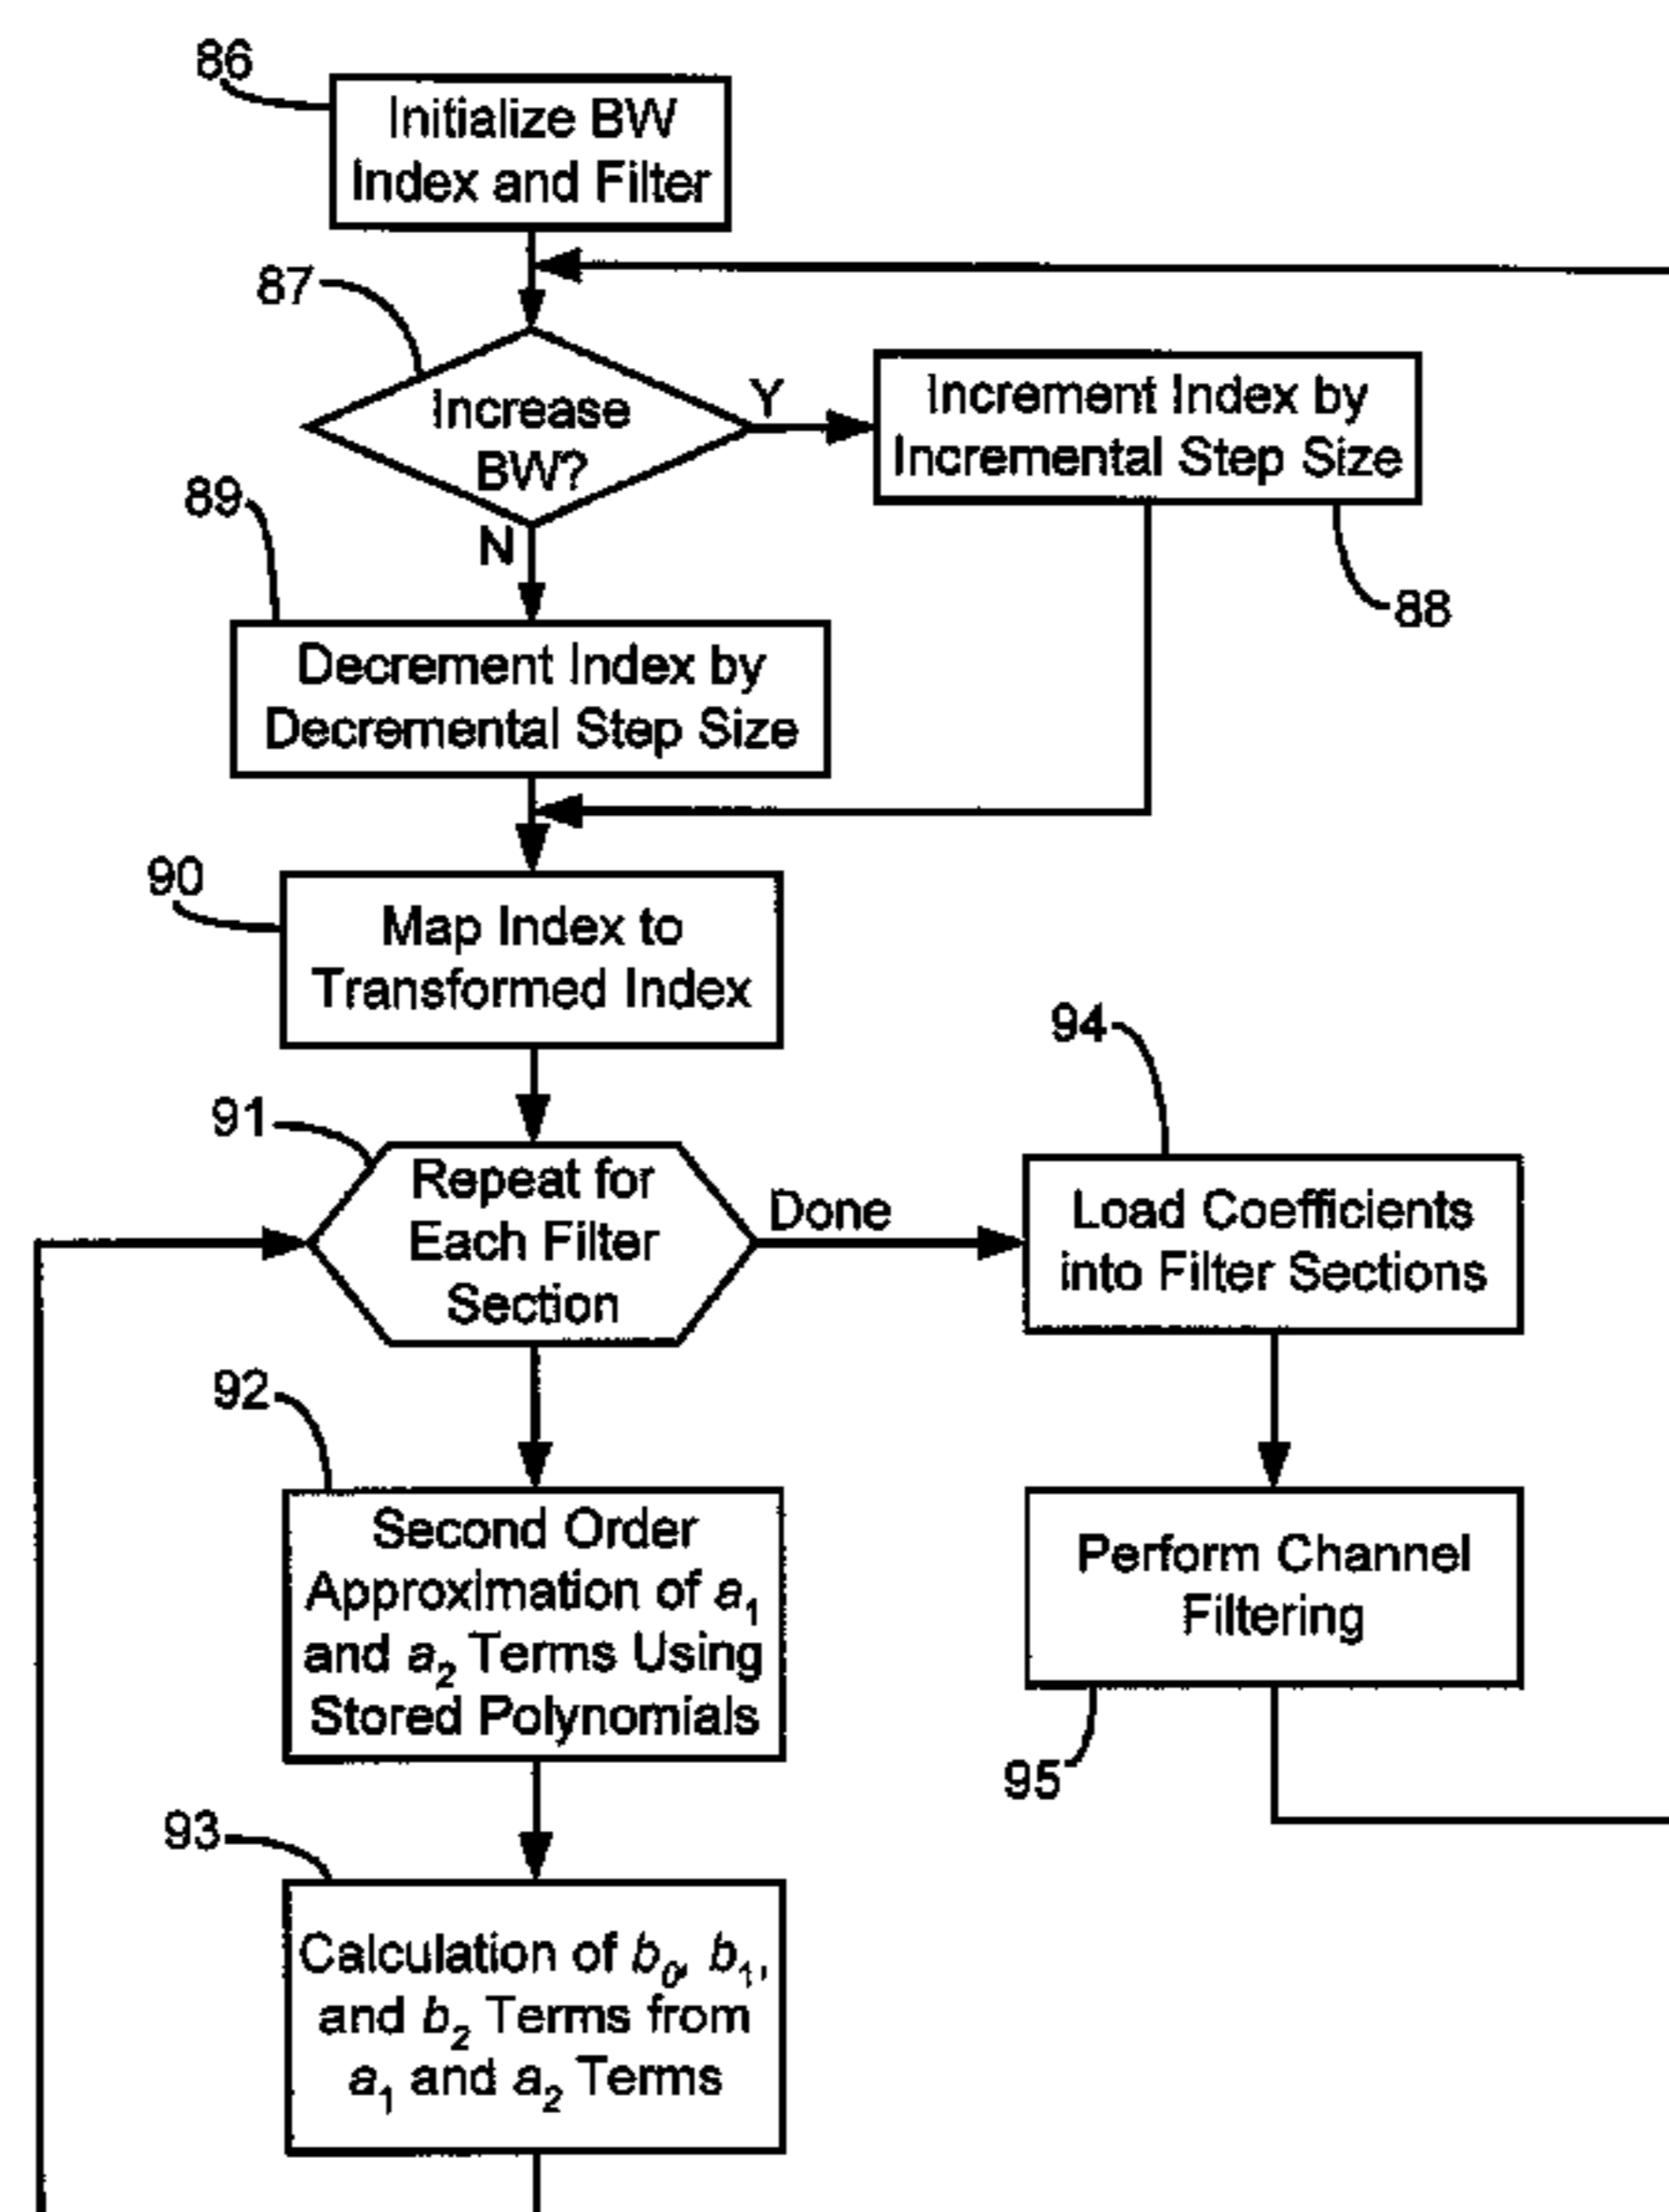 86
Initialize BW
Index and Filter
87
Increase
BW?
Y
Increment Index by
Incremental Step Size
88
N
89
Decrement Index by
Decremental Step Size
90
Map Index to
Transformed Index
91
Repeat for
Each Filter
Section
Done
94
Load Coefficients
into Filter Sections
92
Second Order
Approximation of a₁
and a₂ Terms Using
Stored Polynomials
Perform Channel
Filtering
95
93
Calculation of b₀, b₁,
and b₂ Terms from
a₁ and a₂ Terms